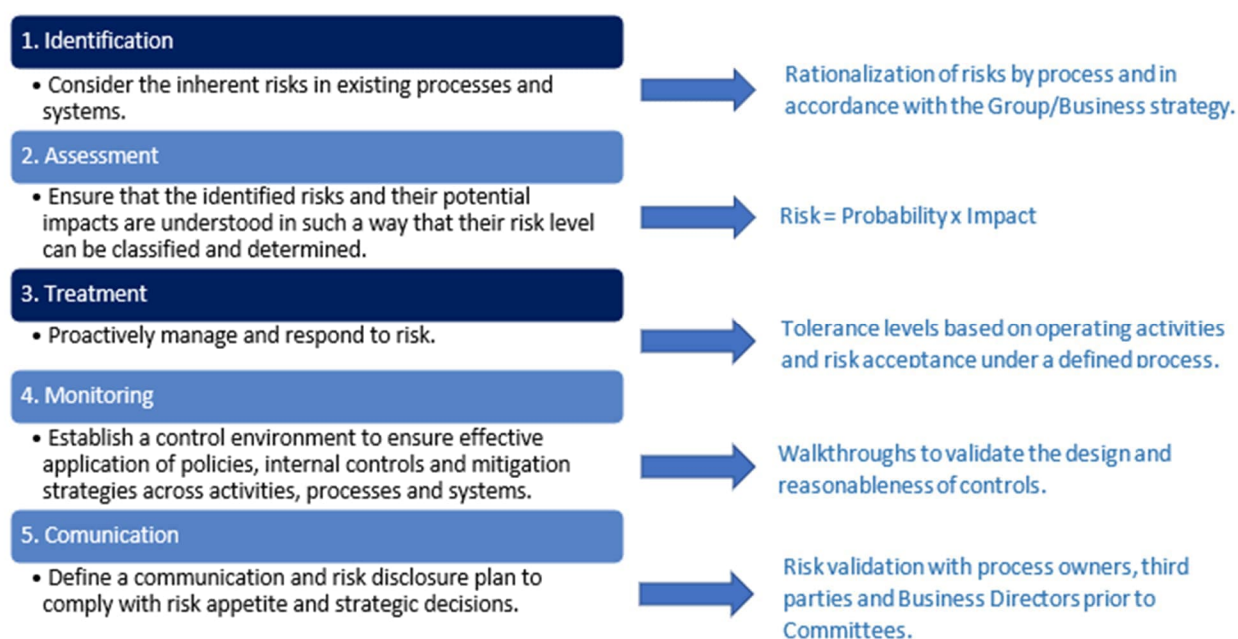 1. Identification
• Consider the inherent risks in existing processes and
systems.
Rationalization of risks by process and in
accordance with the Group/Business strategy.
2. Assessment
• Ensure that the identified risks and their potential
impacts are understood in such a way that their risk level
can be classified and determined.
Risk = Probability x Impact
3. Treatment
• Proactively manage and respond to risk.
Tolerance levels based on operating activities
and risk acceptance under a defined process.
4. Monitoring
• Establish a control environment to ensure effective
application of policies, internal controls and mitigation
strategies across activities, processes and systems.
Walkthroughs to validate the design and
reasonableness of controls.
5. Comunication
• Define a communication and risk disclosure plan to
comply with risk appetite and strategic decisions.
Risk validation with process owners, third
parties and Business Directors prior to
Committees.